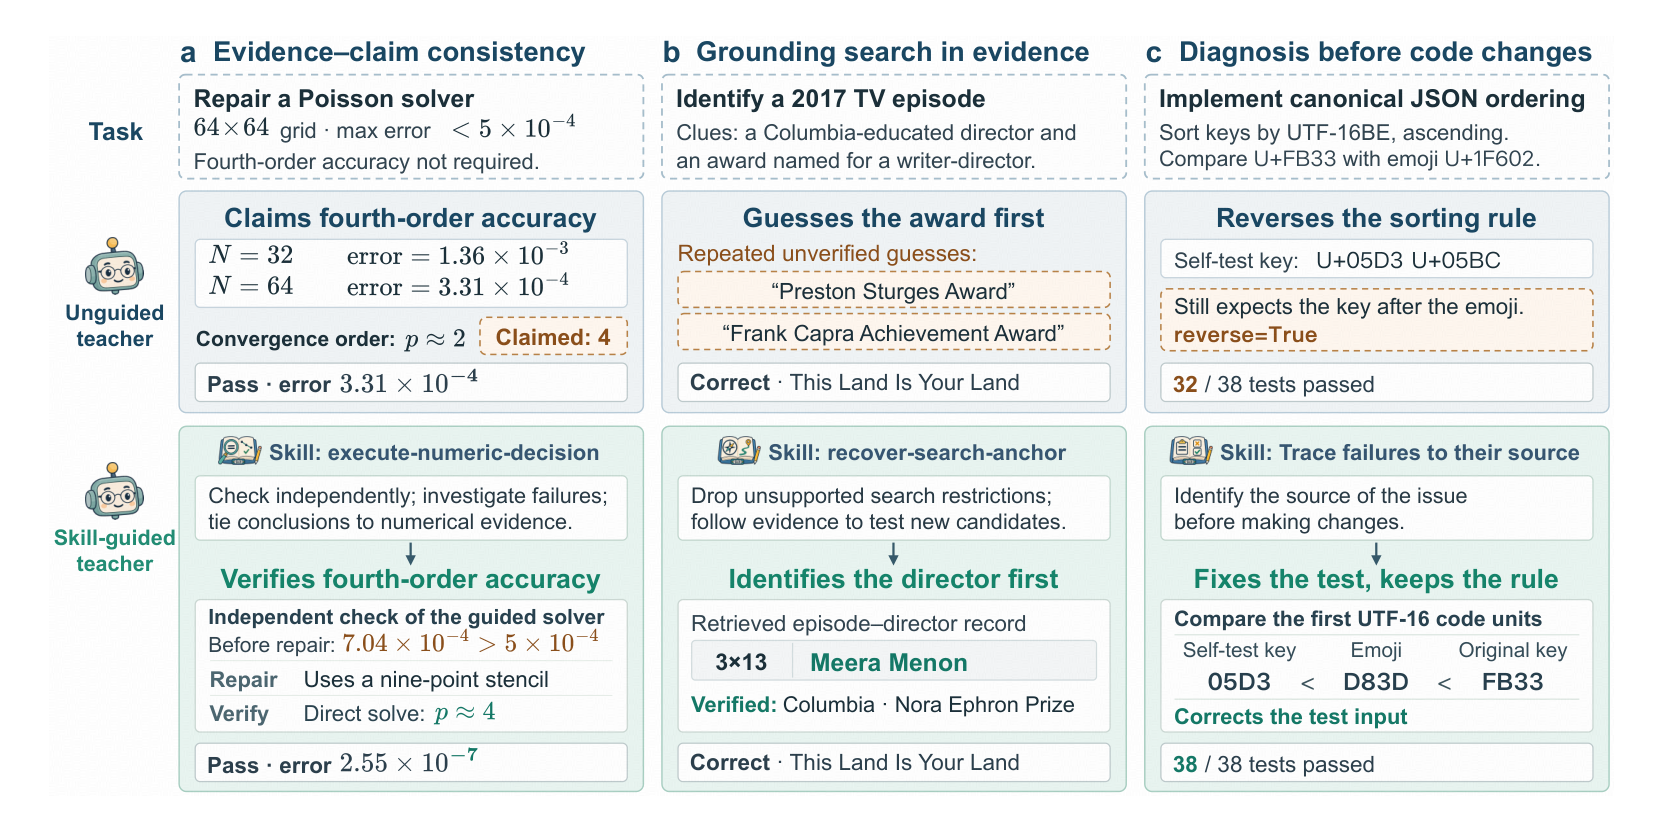 a Evidence–claim consistency
b Grounding search in evidence
c Diagnosis before code changes
Task
Repair a Poisson solver
64×64 grid · max error < 5 × 10⁻⁴
Fourth-order accuracy not required.
Identify a 2017 TV episode
Clues: a Columbia-educated director and
an award named for a writer-director.
Implement canonical JSON ordering
Sort keys by UTF-16BE, ascending.
Compare U+FB33 with emoji U+1F602.
Unguided
teacher
Claims fourth-order accuracy
N = 32 error = 1.36 × 10⁻³
N = 64 error = 3.31 × 10⁻⁴
Convergence order: p ≈ 2 Claimed: 4
Pass · error 3.31 × 10⁻⁴
Guesses the award first
Repeated unverified guesses:
“Preston Sturges Award”
“Frank Capra Achievement Award”
Correct · This Land Is Your Land
Reverses the sorting rule
Self-test key: U+05D3 U+05BC
Still expects the key after the emoji.
reverse=True
32 / 38 tests passed
Skill-guided
teacher
Skill: execute-numeric-decision
Check independently; investigate failures;
tie conclusions to numerical evidence.
Verifies fourth-order accuracy
Independent check of the guided solver
Before repair: 7.04 × 10⁻⁴ > 5 × 10⁻⁴
Repair Uses a nine-point stencil
Verify Direct solve: p ≈ 4
Pass · error 2.55 × 10⁻⁷
Skill: recover-search-anchor
Drop unsupported search restrictions;
follow evidence to test new candidates.
Identifies the director first
Retrieved episode–director record
3×13 Meera Menon
Verified: Columbia · Nora Ephron Prize
Correct · This Land Is Your Land
Skill: Trace failures to their source
Identify the source of the issue
before making changes.
Fixes the test, keeps the rule
Compare the first UTF-16 code units
Self-test key Emoji Original key
05D3 < D83D < FB33
Corrects the test input
38 / 38 tests passed